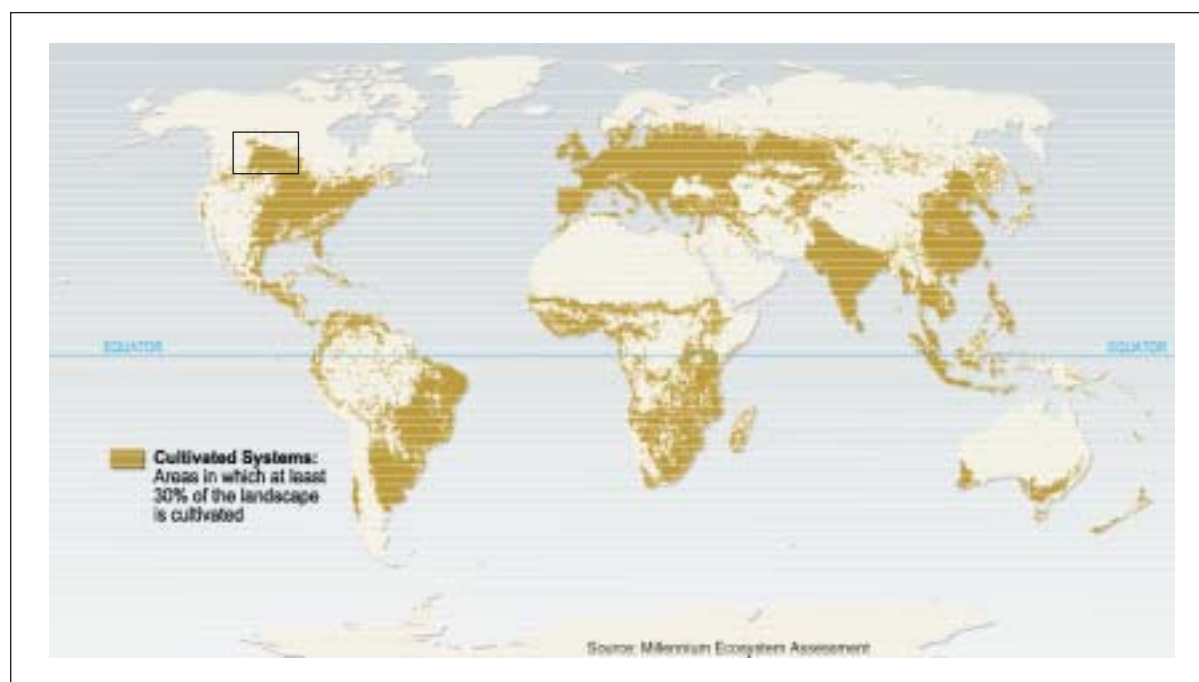 EQUATOR
EQUATOR
Cultivated Systems:
Areas in which at least
30% of the landscape
is cultivated
Source: Millennium Ecosystem Assessment